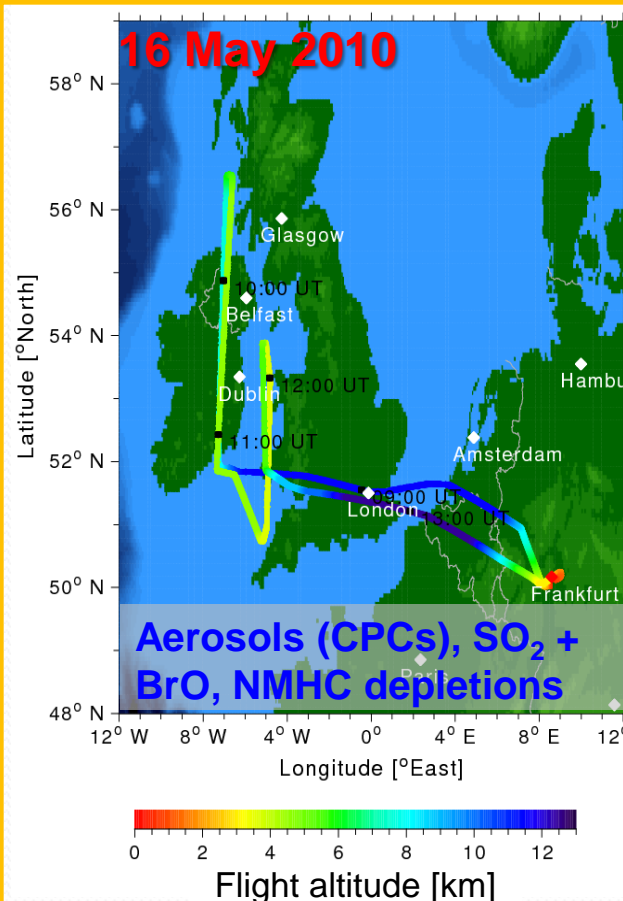 16 May 2010
58° N
56° N
Glasgow
10:00 UT
Belfast
54° N
Hambu
Dublin
12:00 UT
11:00 UT
Amsterdam
52° N
09:00 UT
London
13:00 UT
50° N
Frankfurt
Aerosols (CPCs), SO₂ +
BrO, NMHC depletions
Paris
48° N
12° W 8° W 4° W 0° 4° E 8° E 12°
Latitude [°North]
Longitude [°East]
0 2 4 6 8 10 12
Flight altitude [km]